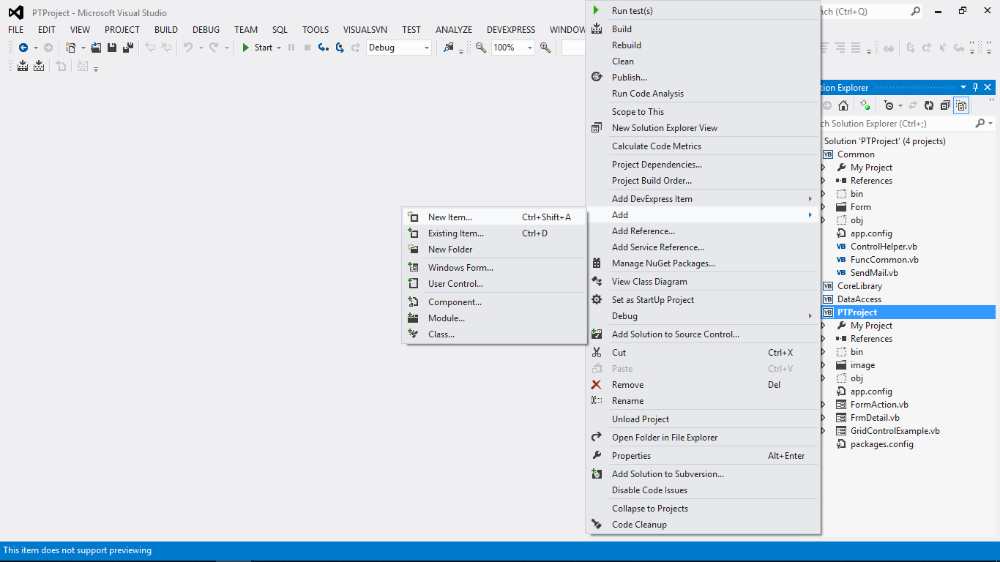 PTProject - Microsoft Visual Studio
rch (Ctrl+Q)
FILE EDIT VIEW PROJECT BUILD DEBUG TEAM SQL TOOLS VISUALSVN TEST ANALYZE DEVEXPRESS WINDOW
Start Debug 100%
Run test(s)
Build
Rebuild
Clean
Publish...
Run Code Analysis
Scope to This
New Solution Explorer View
Calculate Code Metrics
Project Dependencies...
Project Build Order...
Add DevExpress Item
Add
Add Reference...
Add Service Reference...
Manage NuGet Packages...
View Class Diagram
Set as StartUp Project
Debug
Add Solution to Source Control...
Cut Ctrl+X
Paste Ctrl+V
Remove Del
Rename
Unload Project
Open Folder in File Explorer
Properties Alt+Enter
Add Solution to Subversion...
Disable Code Issues
Collapse to Projects
Code Cleanup
New Item... Ctrl+Shift+A
Existing Item... Ctrl+D
New Folder
Windows Form...
User Control...
Component...
Module...
Class...
tion Explorer
ch Solution Explorer (Ctrl+;)
Solution 'PTProject' (4 projects)
VB Common
My Project
References
bin
Form
obj
app.config
VB ControlHelper.vb
VB FuncCommon.vb
VB SendMail.vb
VB CoreLibrary
VB DataAccess
VB PTProject
My Project
References
bin
image
obj
app.config
FormAction.vb
FrmDetail.vb
GridControlExample.vb
packages.config
This item does not support previewing